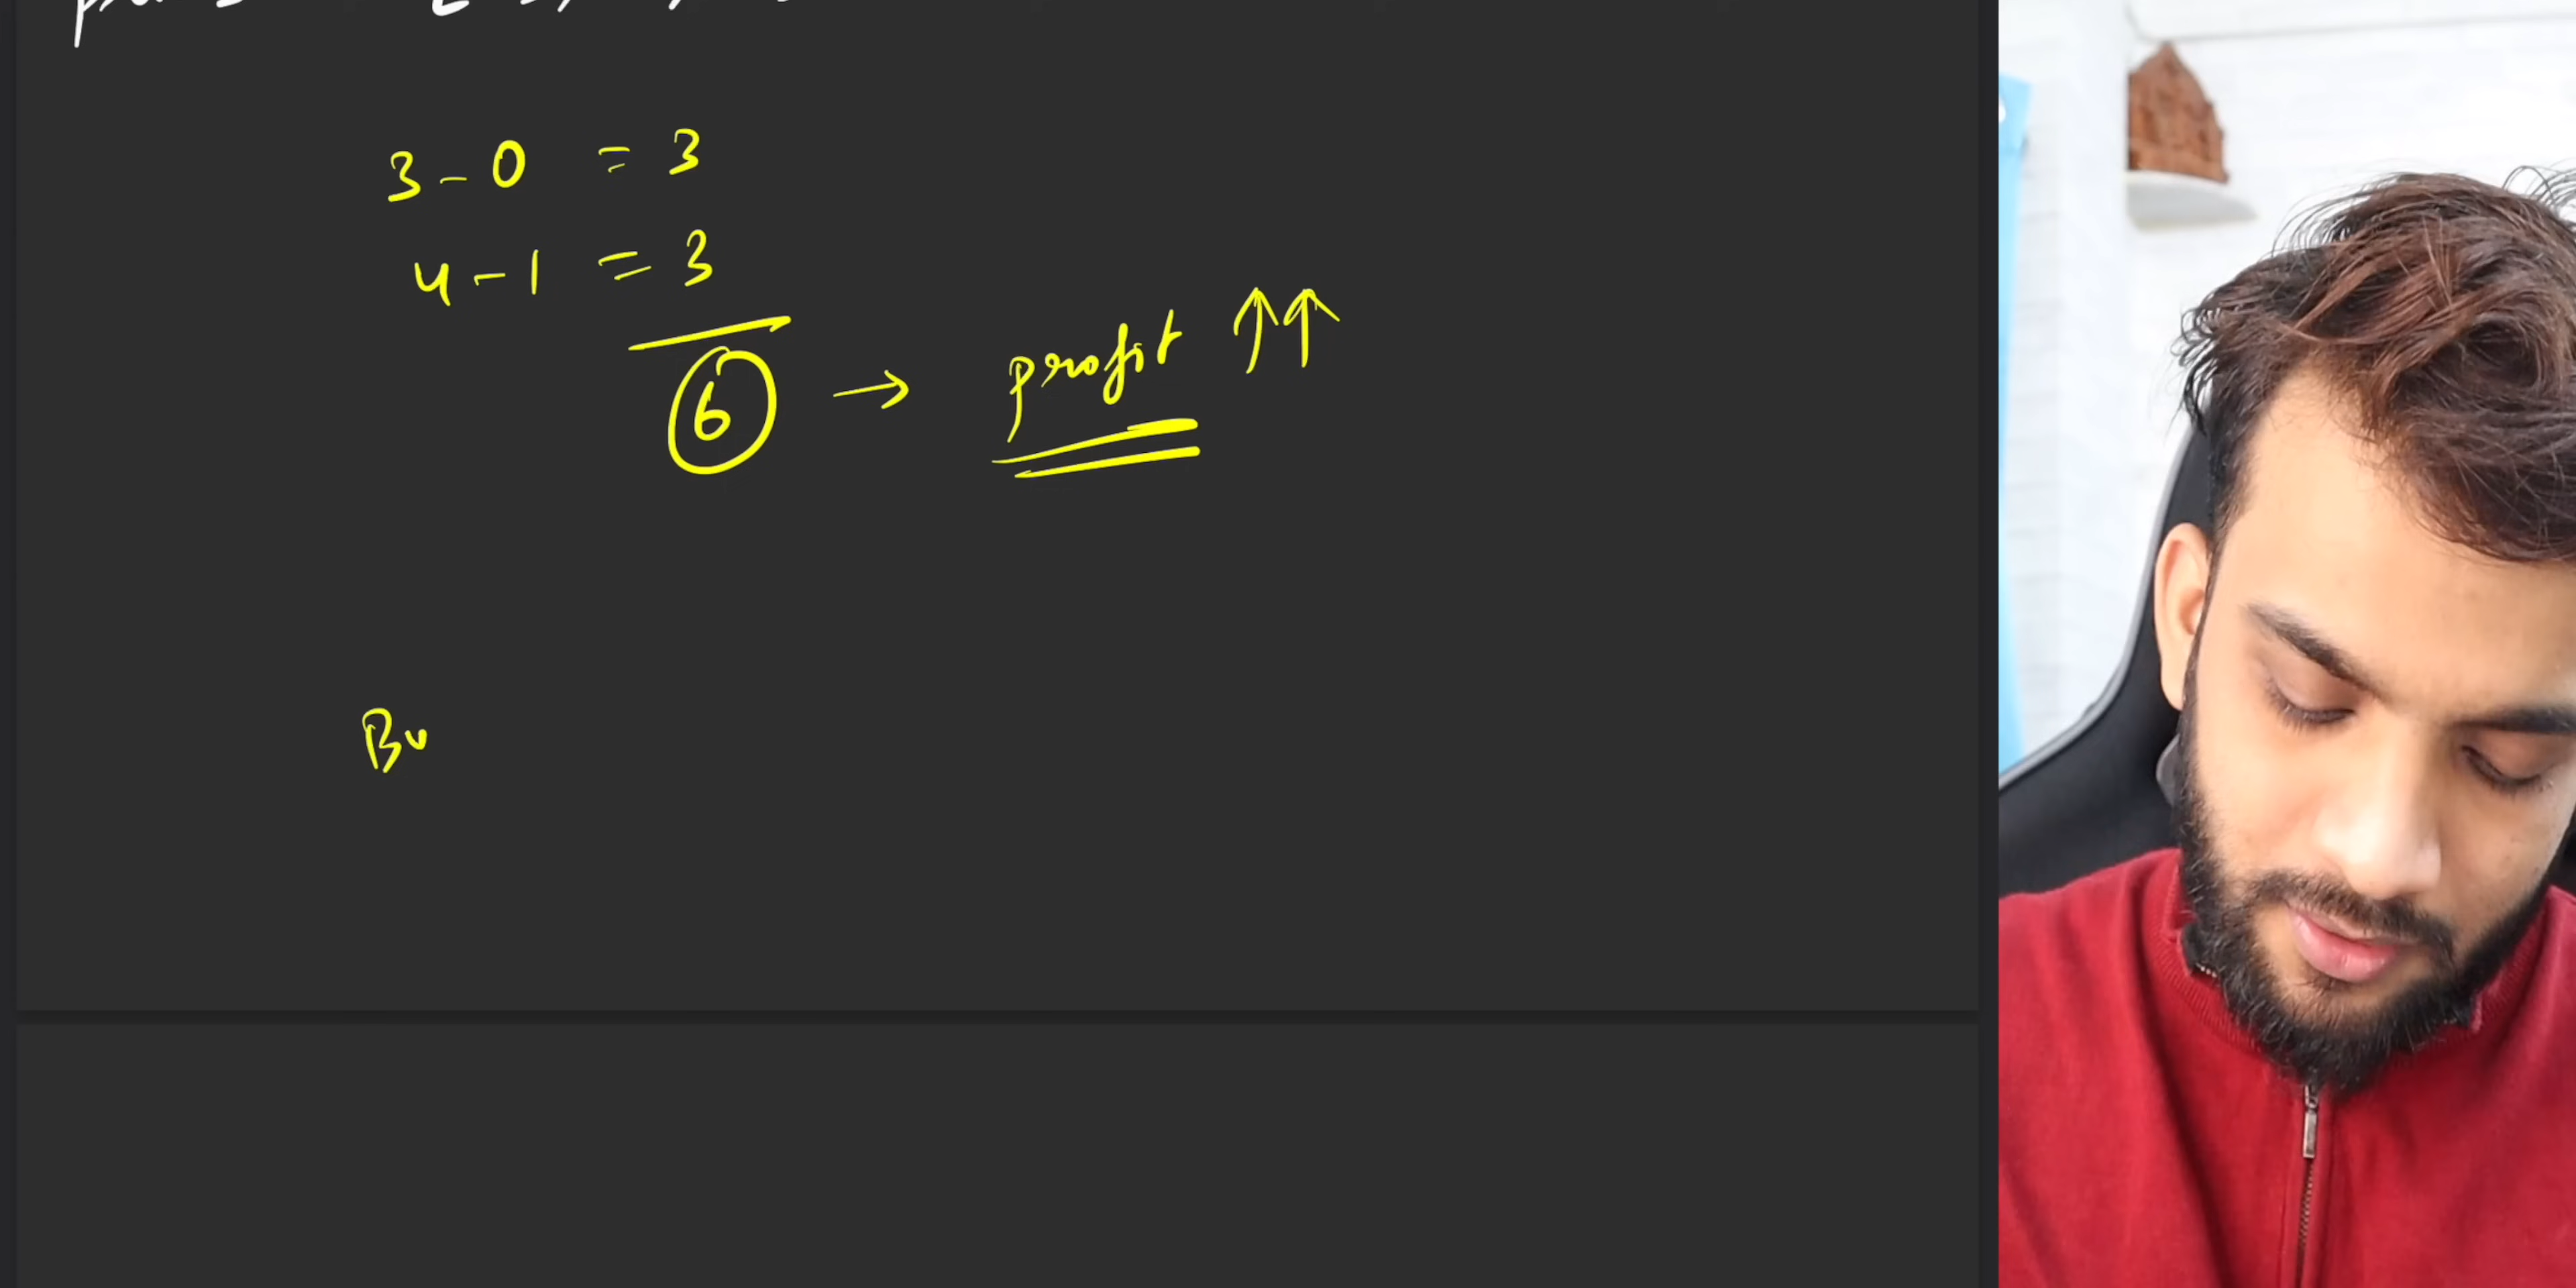 3 - 0 = 3
4 - 1 = 3
6 → profit ↑↑
Bu